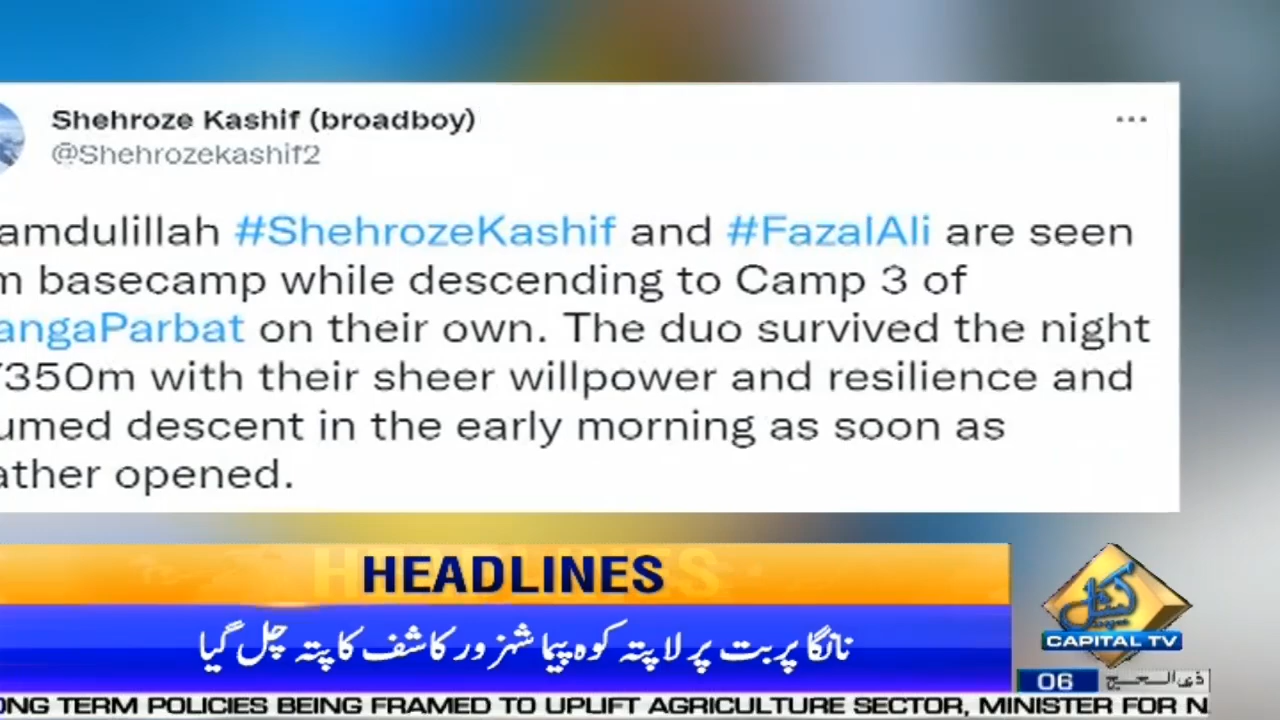 Shehroze Kashif (broadboy)
@Shehrozekashif2
amdulillah #ShehrozeKashif and #FazalAli are seen
m basecamp while descending to Camp 3 of
angaParbat on their own. The duo survived the night
350m with their sheer willpower and resilience and
umed descent in the early morning as soon as
ather opened.
HEADLINES
نانگا پربت پر لاپتہ کوہ پیما شہزور کاشف کا پتہ چل گیا
کیپیٹل
CAPITAL TV
06 ذی الحج
ONG TERM POLICIES BEING FRAMED TO UPLIFT AGRICULTURE SECTOR, MINISTER FOR N